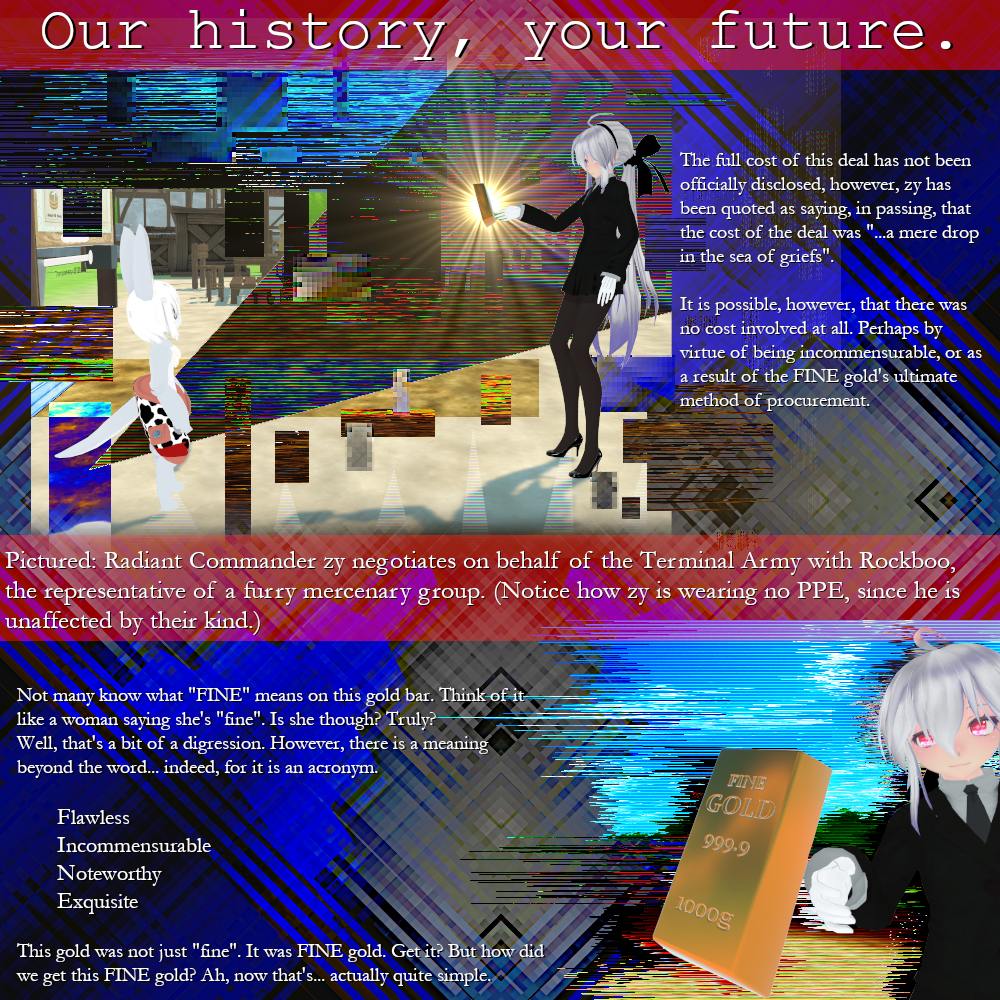 Our history, your future.
The full cost of this deal has not been
officially disclosed, however, zy has
been quoted as saying, in passing, that
the cost of the deal was "...a mere drop
in the sea of griefs".
It is possible, however, that there was
no cost involved at all. Perhaps by
virtue of being incommensurable, or as
a result of the FINE gold's ultimate
method of procurement.
Pictured: Radiant Commander zy negotiates on behalf of the Terminal Army with Rockboo,
the representative of a furry mercenary group. (Notice how zy is wearing no PPE, since he is
unaffected by their kind.)
Not many know what "FINE" means on this gold bar. Think of it
like a woman saying she's "fine". Is she though? Truly?
Well, that's a bit of a digression. However, there is a meaning
beyond the word... indeed, for it is an acronym.
Flawless
Incommensurable
Noteworthy
Exquisite
This gold was not just "fine". It was FINE gold. Get it? But how did
we get this FINE gold? Ah, now that's... actually quite simple.
FINE
GOLD
999.9
1000g